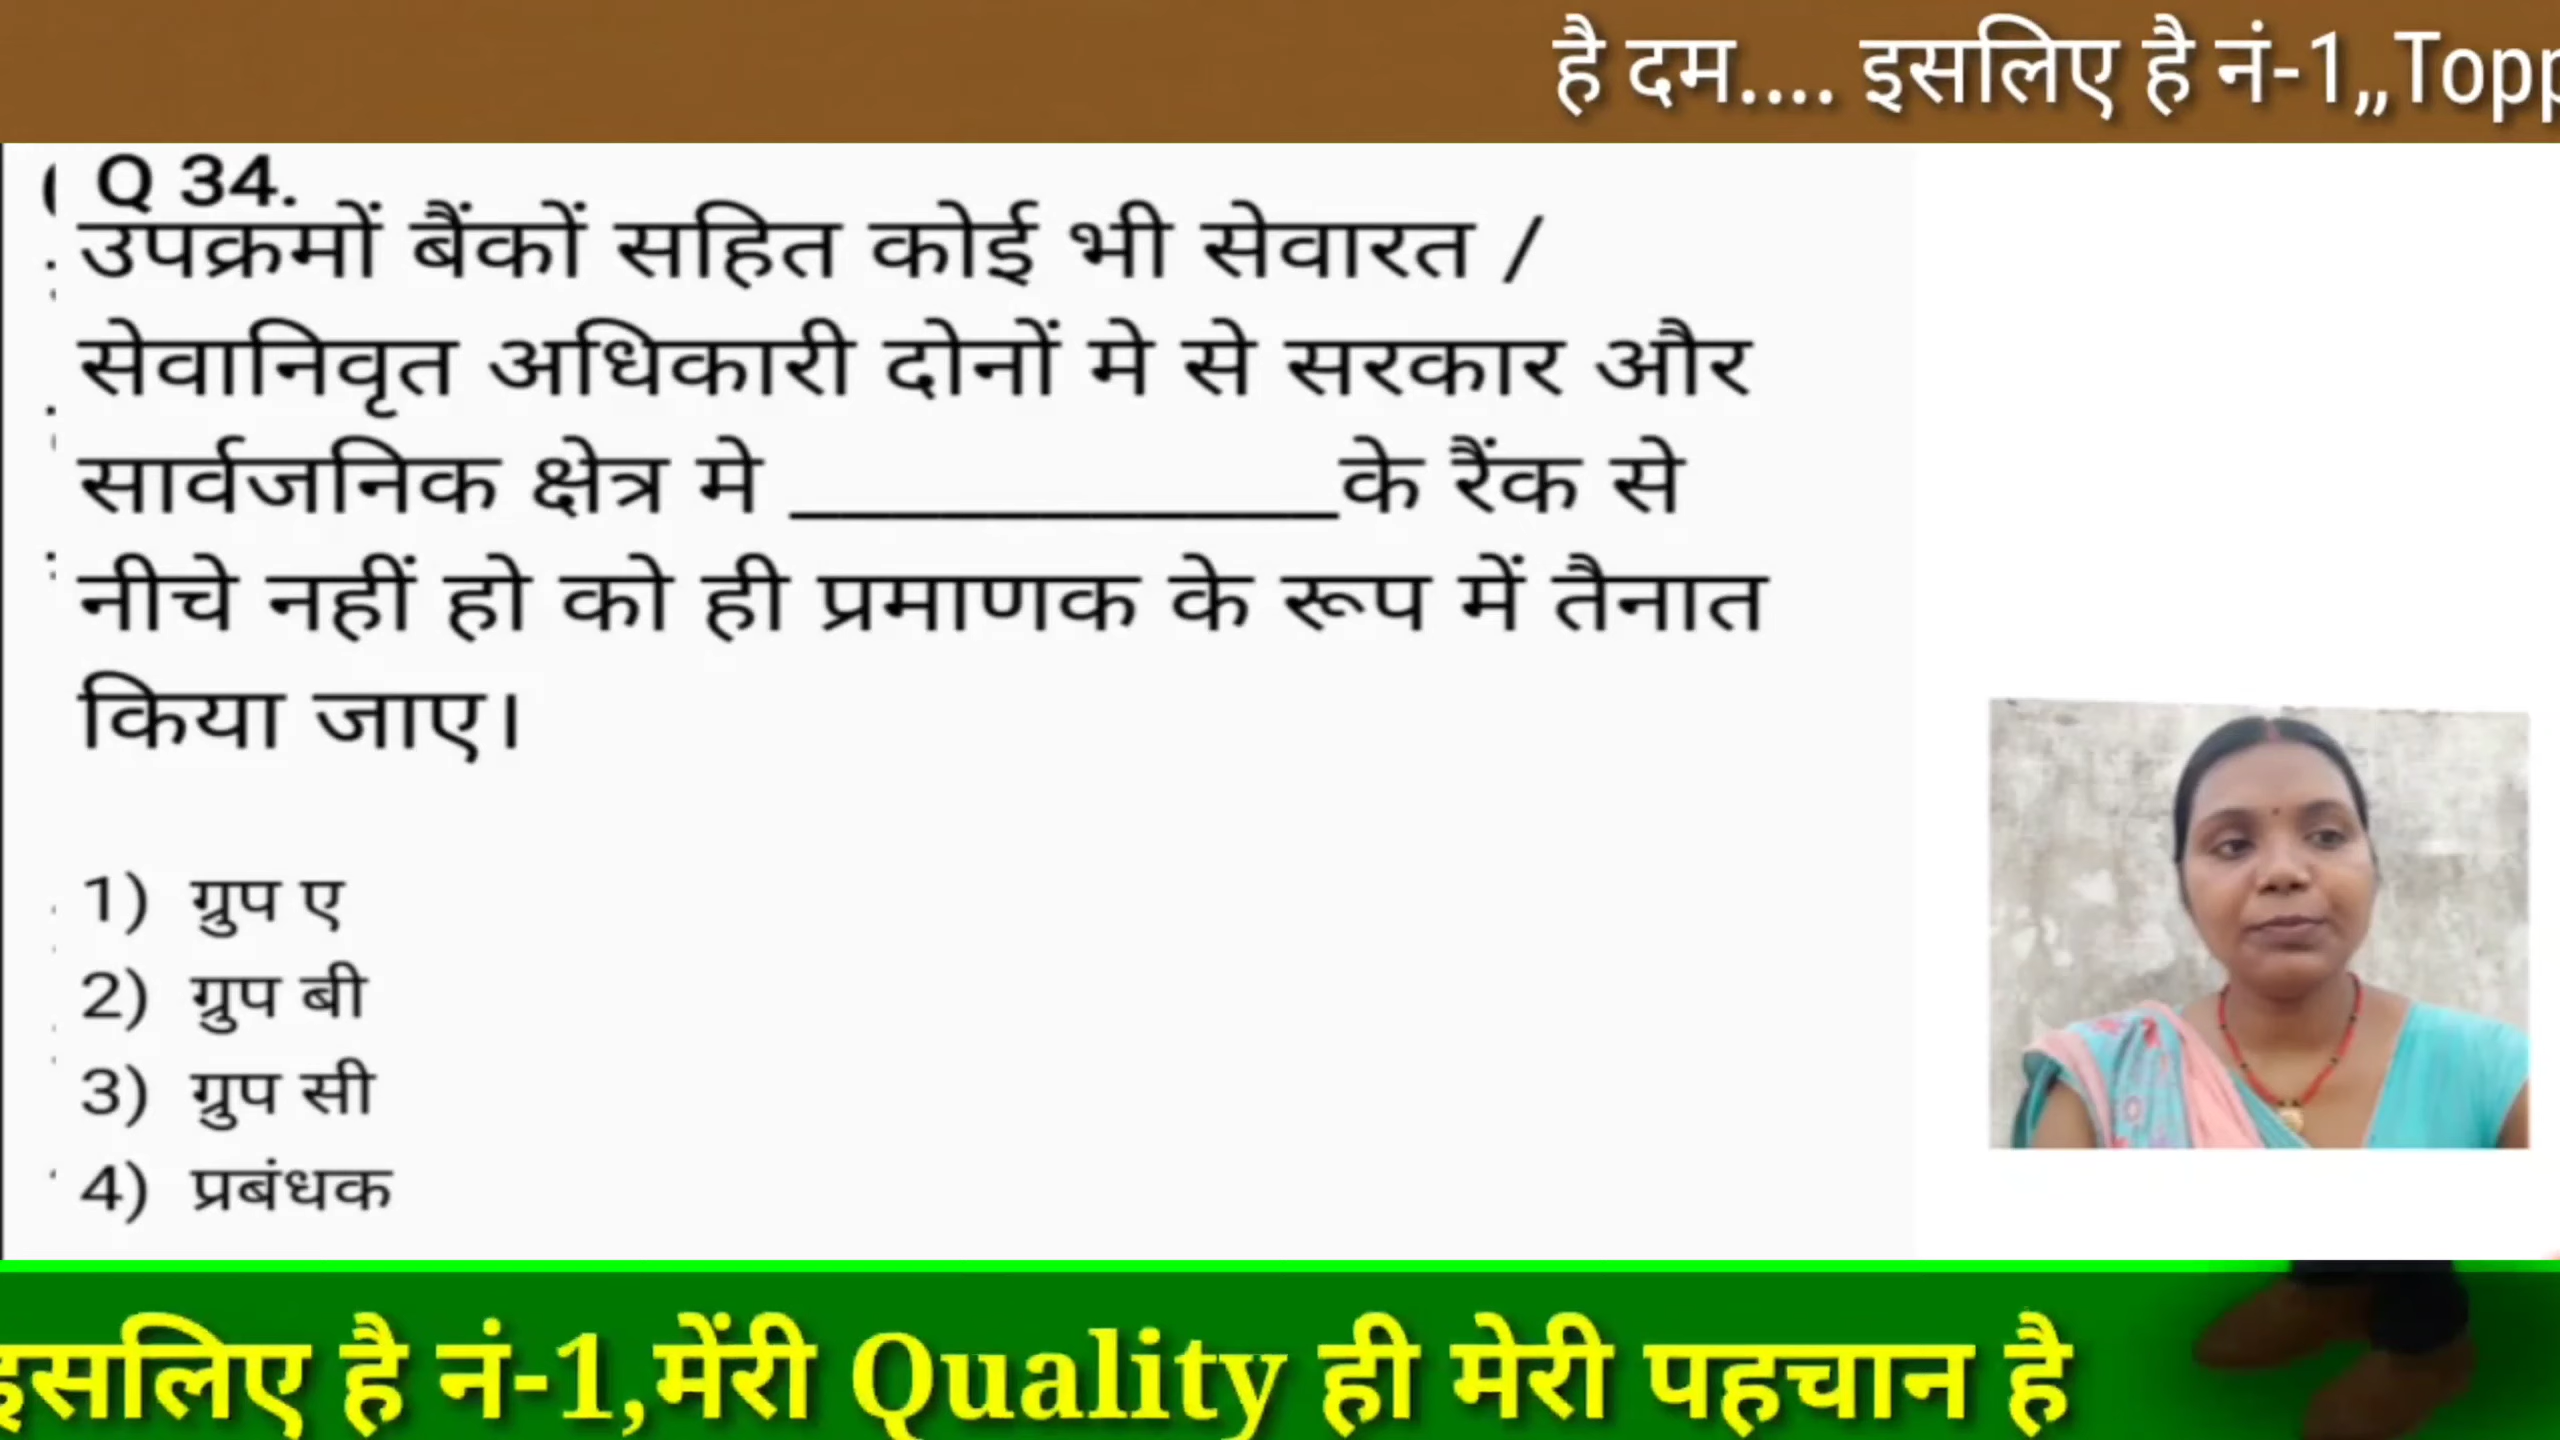 है दम.... इसलिए है नं-1,,Topp
Q 34.
उपक्रमों बैंकों सहित कोई भी सेवारत /
सेवानिवृत अधिकारी दोनों मे से सरकार और
सार्वजनिक क्षेत्र मे ______________के रैंक से
नीचे नहीं हो को ही प्रमाणक के रूप में तैनात
किया जाए।
1) ग्रुप ए
2) ग्रुप बी
3) ग्रुप सी
4) प्रबंधक
इसलिए है नं-1,मेंरी Quality ही मेरी पहचान है